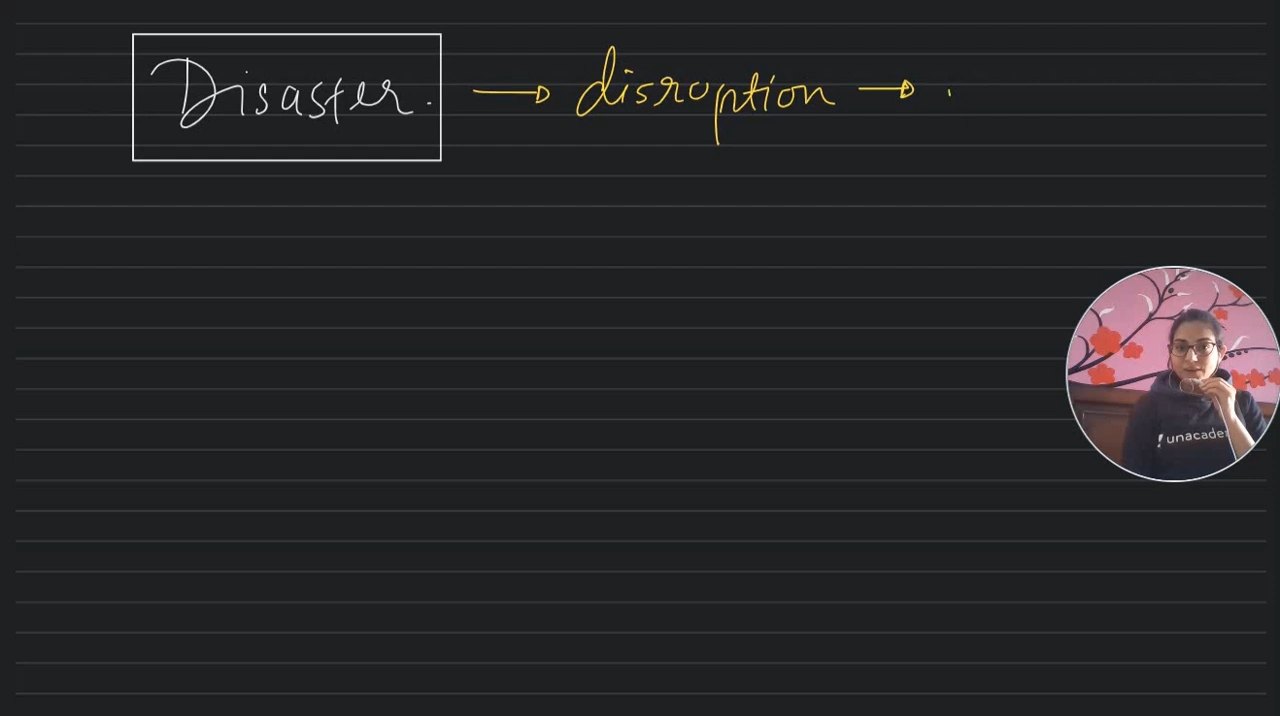 Disaster. → disruption →
! unacade